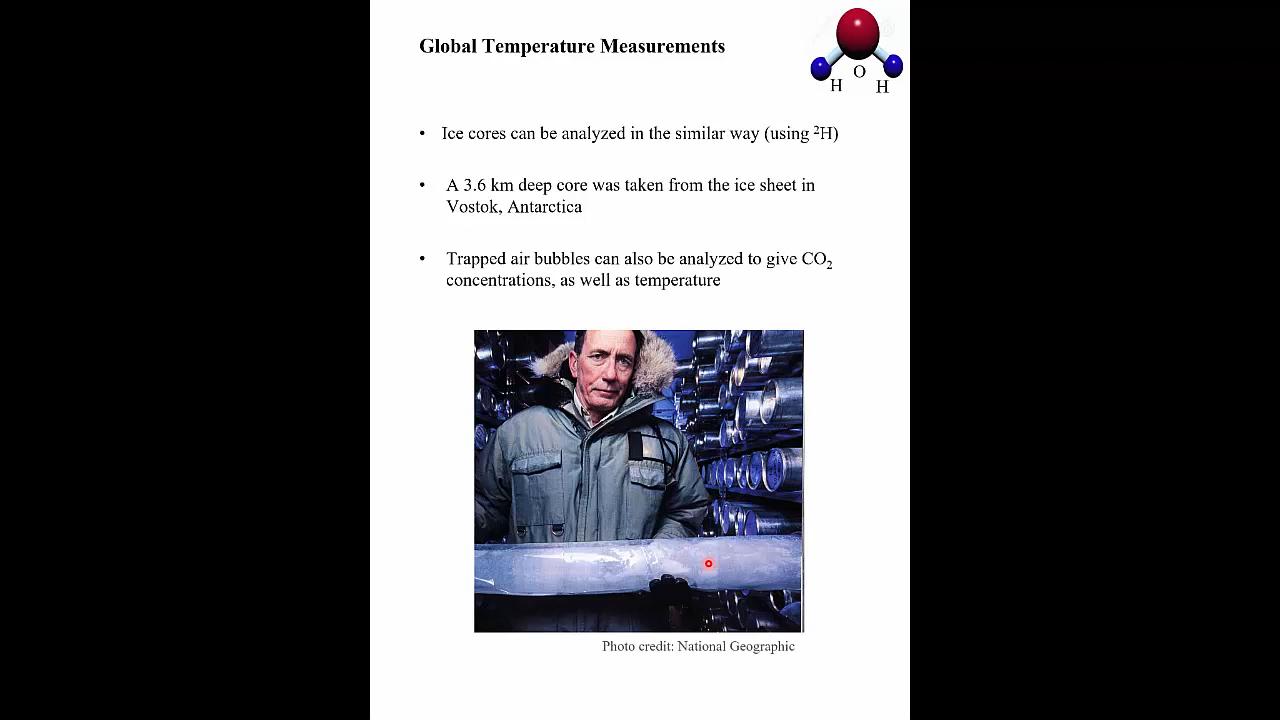 Global Temperature Measurements
O
H H
• Ice cores can be analyzed in the similar way (using ²H)
• A 3.6 km deep core was taken from the ice sheet in
Vostok, Antarctica
• Trapped air bubbles can also be analyzed to give CO₂
concentrations, as well as temperature
Photo credit: National Geographic